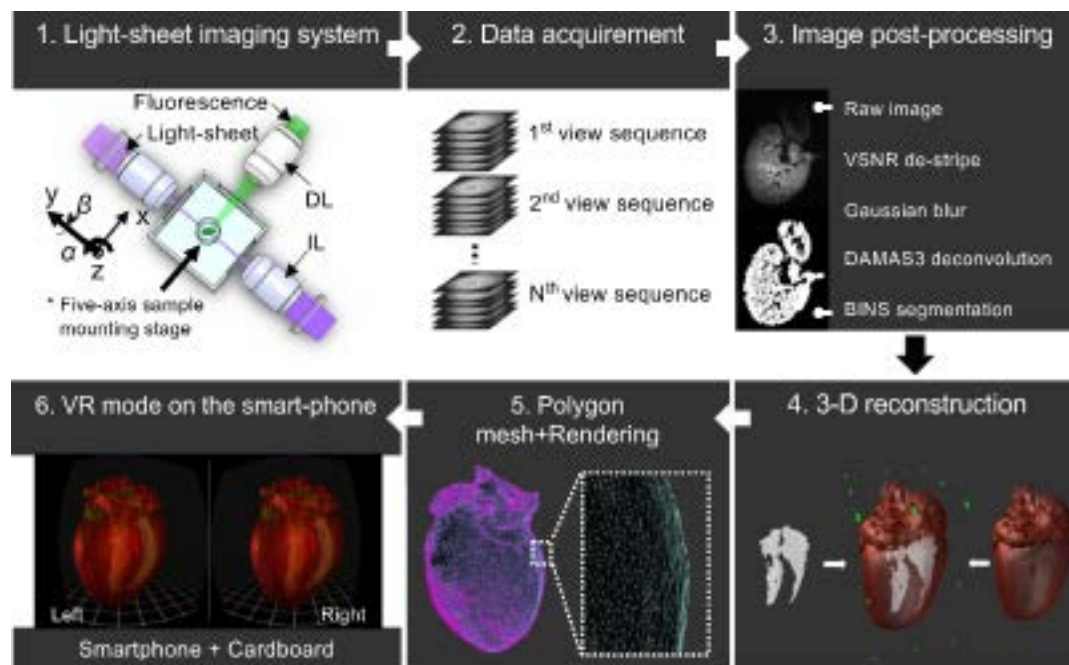 1. Light-sheet imaging system
Fluorescence
Light-sheet
y
β
x
α
z
DL
IL
* Five-axis sample
mounting stage
2. Data acquirement
1st view sequence
2nd view sequence
Nth view sequence
3. Image post-processing
Raw image
VSNR de-stripe
Gaussian blur
DAMAS3 deconvolution
BINS segmentation
6. VR mode on the smart-phone
Left
Right
Smartphone + Cardboard
5. Polygon
mesh+Rendering
4. 3-D reconstruction